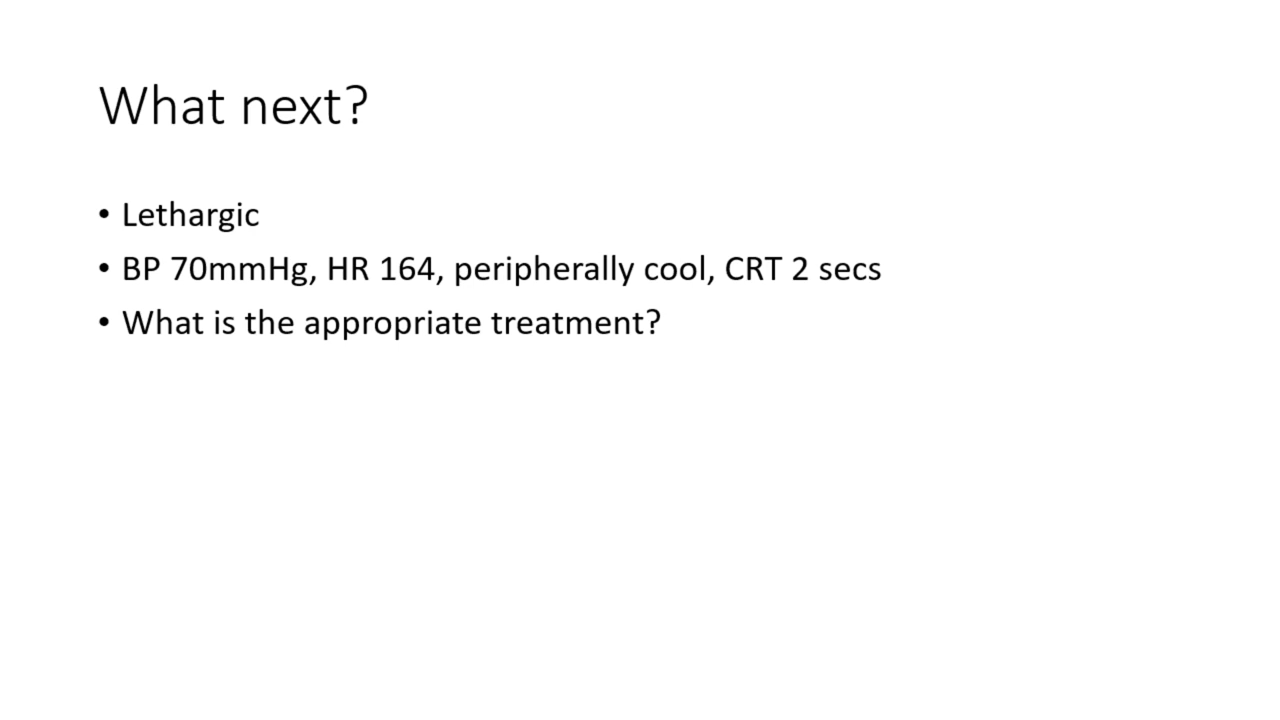 What next?
• Lethargic
• BP 70mmHg, HR 164, peripherally cool, CRT 2 secs
• What is the appropriate treatment?